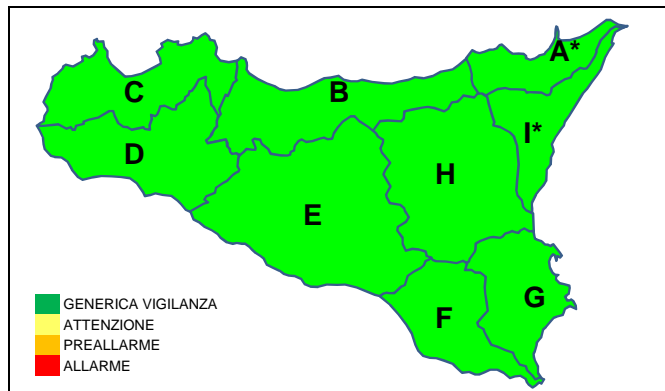 A*
C
B
I*
D
H
E
G
F
GENERICA VIGILANZA
ATTENZIONE
PREALLARME
ALLARME